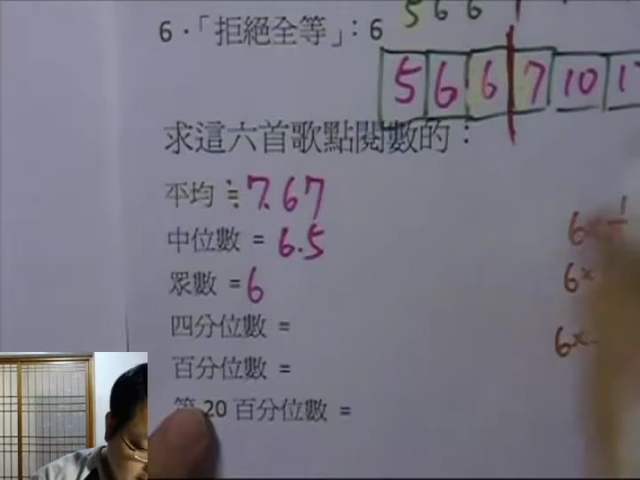 5 6 6
6.「拒絕全等」: 6
5 6 6 7 10
求這六首歌點閱數的:
平均 ≒ 7.67
中位數 = 6.5
眾數 = 6
四分位數 =
百分位數 =
第 20 百分位數 =
6×
6×
6×